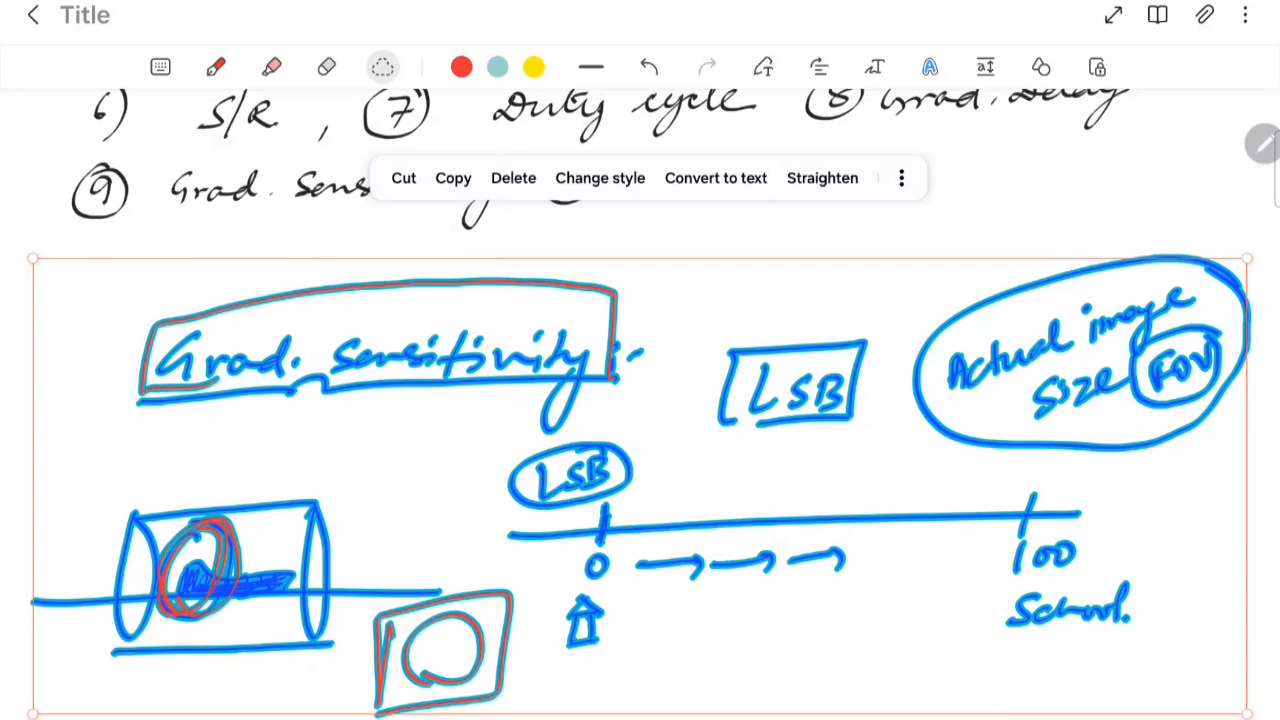 Title
6) S/R , (7) Duty cycle (8) Grad. Delay
(9) Grad. Sens
Cut Copy Delete Change style Convert to text Straighten
Grad. Sensitivity :-
LSB
Actual image
Size FOV
LSB
0 → → → 100
School.